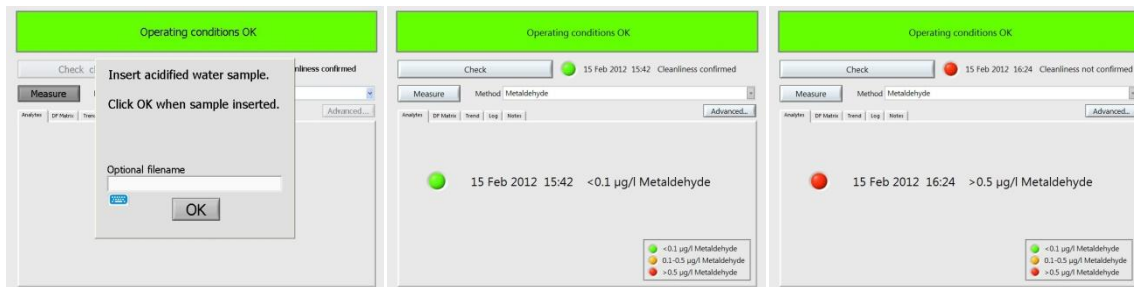 Operating conditions OK
Check
nliness confirmed
Insert acidified water sample.
Click OK when sample inserted.
Measure
Advanced...
Analytes DF Matrix
Optional filename
OK
Operating conditions OK
Check 15 Feb 2012 15:42 Cleanliness confirmed
Measure Method Metaldehyde
Advanced...
Analytes DF Matrix Trend Log Notes
15 Feb 2012 15:42 <0.1 µg/l Metaldehyde
<0.1 µg/l Metaldehyde
0.1-0.5 µg/l Metaldehyde
>0.5 µg/l Metaldehyde
Operating conditions OK
Check 15 Feb 2012 16:24 Cleanliness not confirmed
Measure Method Metaldehyde
Advanced...
Analytes DF Matrix Trend Log Notes
15 Feb 2012 16:24 >0.5 µg/l Metaldehyde
<0.1 µg/l Metaldehyde
0.1-0.5 µg/l Metaldehyde
>0.5 µg/l Metaldehyde